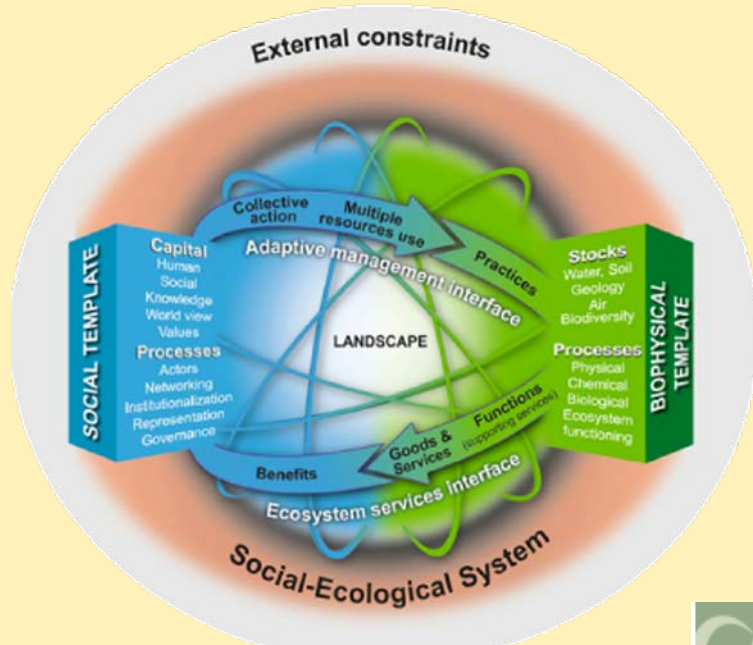 External constraints
Collective
action
Multiple
resources use
Practices
Adaptive management interface
SOCIAL TEMPLATE
Capital
Human
Social
Knowledge
World view
Values
Processes
Actors
Networking
Institutionalization
Representation
Governance
LANDSCAPE
Stocks
Water, Soil
Geology
Air
Biodiversity
Processes
Physical
Chemical
Biological
Ecosystem
functioning
BIOPHYSICAL
TEMPLATE
Functions
(supporting services)
Goods &
Services
Benefits
Ecosystem services interface
Social-Ecological System